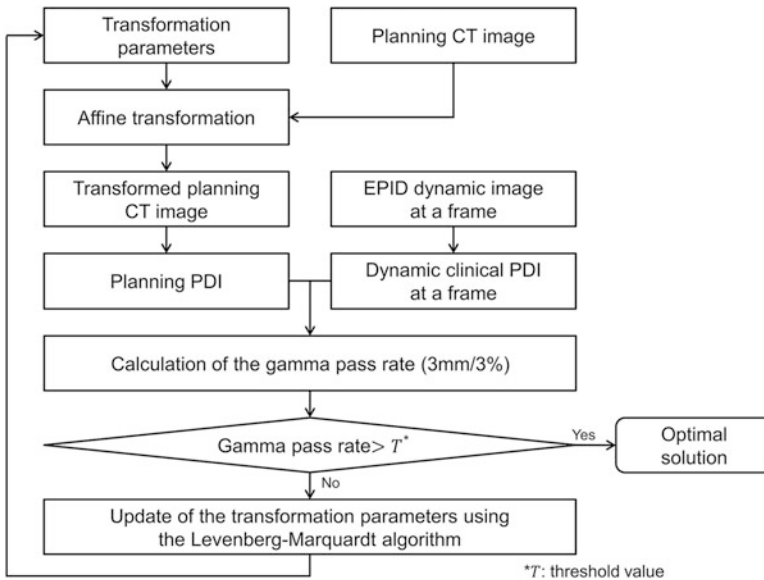 Transformation
parameters
Planning CT image
Affine transformation
Transformed planning
CT image
EPID dynamic image
at a frame
Planning PDI
Dynamic clinical PDI
at a frame
Calculation of the gamma pass rate (3mm/3%)
Gamma pass rate> T*
Yes
Optimal
solution
No
Update of the transformation parameters using
the Levenberg-Marquardt algorithm
*T: threshold value